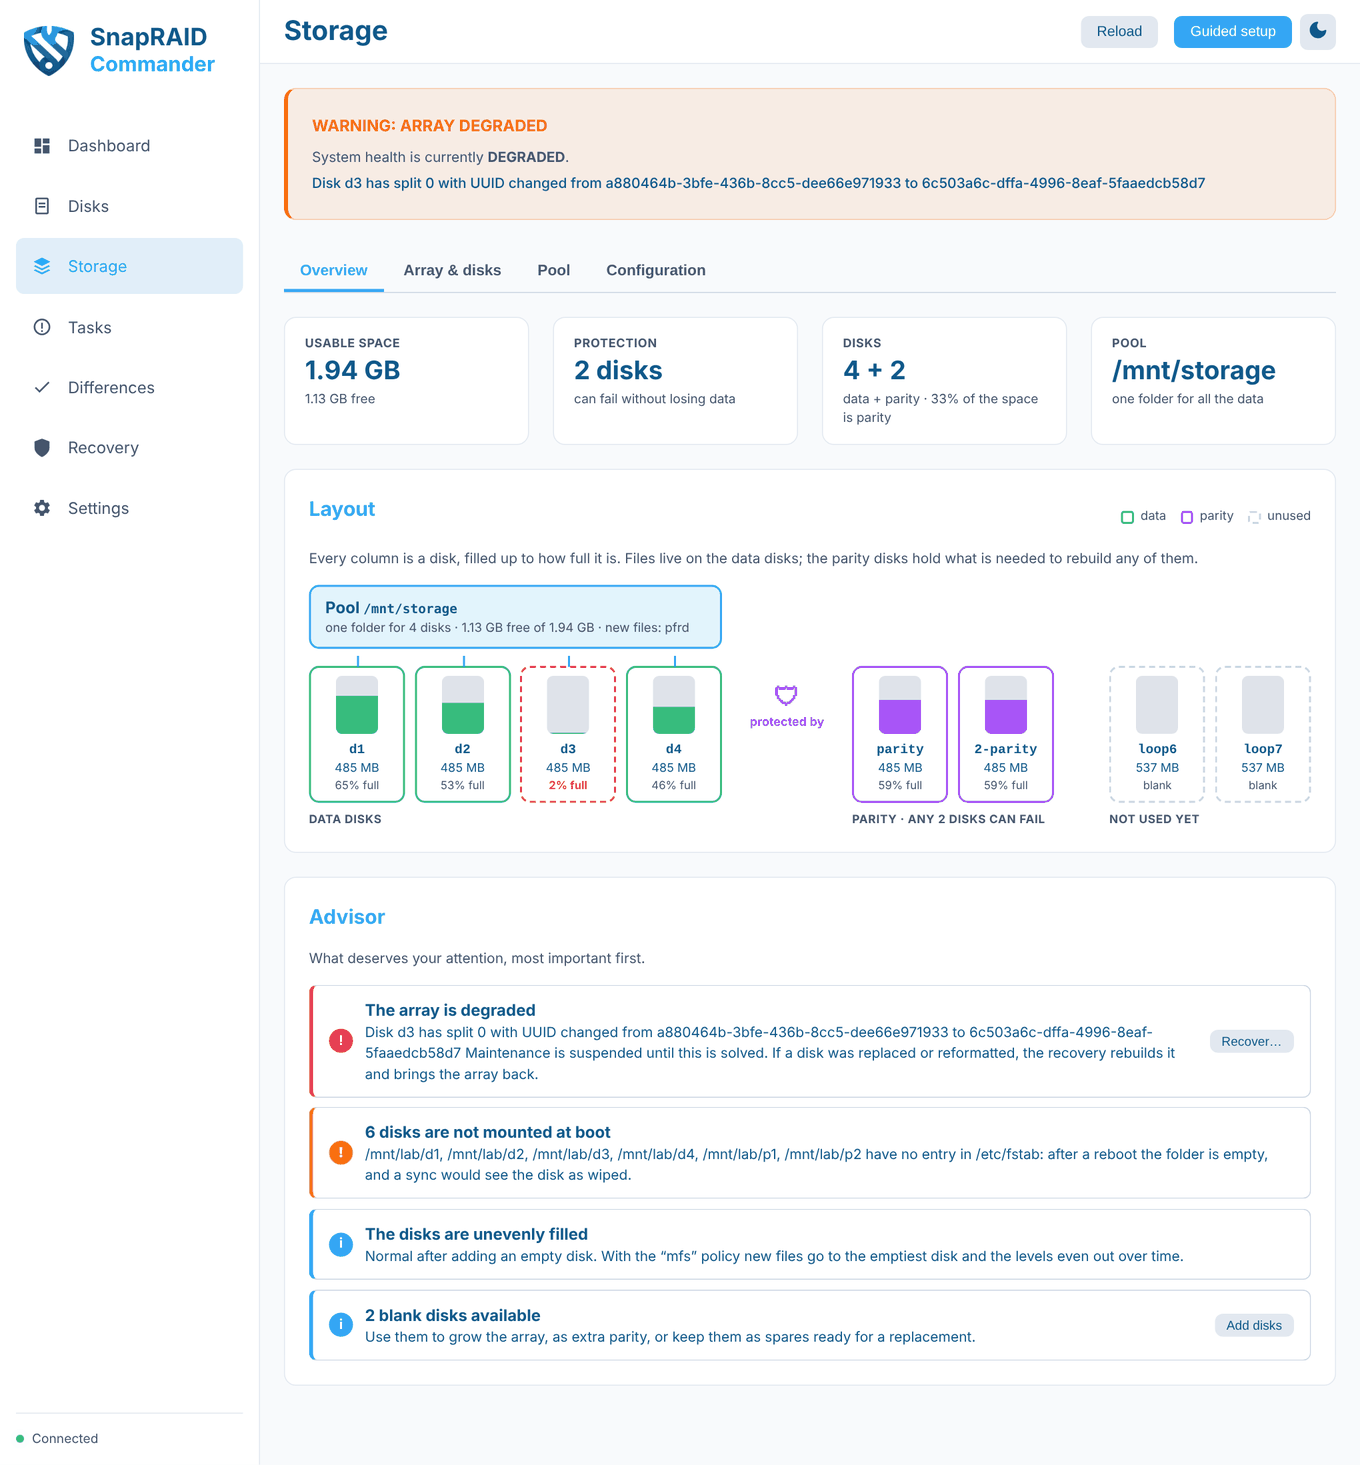 SnapRAID
Commander
Dashboard
Disks
Storage
Tasks
Differences
Recovery
Settings
Connected
Storage
Reload
Guided setup
WARNING: ARRAY DEGRADED
System health is currently DEGRADED.
Disk d3 has split 0 with UUID changed from a880464b-3bfe-436b-8cc5-dee66e971933 to 6c503a6c-dffa-4996-8eaf-5faaedcb58d7
Overview
Array & disks
Pool
Configuration
USABLE SPACE
1.94 GB
1.13 GB free
PROTECTION
2 disks
can fail without losing data
DISKS
4 + 2
data + parity · 33% of the space
is parity
POOL
/mnt/storage
one folder for all the data
Layout
data
parity
unused
Every column is a disk, filled up to how full it is. Files live on the data disks; the parity disks hold what is needed to rebuild any of them.
Pool /mnt/storage
one folder for 4 disks · 1.13 GB free of 1.94 GB · new files: pfrd
d1
485 MB
65% full
d2
485 MB
53% full
d3
485 MB
2% full
d4
485 MB
46% full
protected by
parity
485 MB
59% full
2-parity
485 MB
59% full
loop6
537 MB
blank
loop7
537 MB
blank
DATA DISKS
PARITY · ANY 2 DISKS CAN FAIL
NOT USED YET
Advisor
What deserves your attention, most important first.
!
The array is degraded
Disk d3 has split 0 with UUID changed from a880464b-3bfe-436b-8cc5-dee66e971933 to 6c503a6c-dffa-4996-8eaf-
5faaedcb58d7 Maintenance is suspended until this is solved. If a disk was replaced or reformatted, the recovery rebuilds it
and brings the array back.
Recover…
!
6 disks are not mounted at boot
/mnt/lab/d1, /mnt/lab/d2, /mnt/lab/d3, /mnt/lab/d4, /mnt/lab/p1, /mnt/lab/p2 have no entry in /etc/fstab: after a reboot the folder is empty,
and a sync would see the disk as wiped.
i
The disks are unevenly filled
Normal after adding an empty disk. With the “mfs” policy new files go to the emptiest disk and the levels even out over time.
i
2 blank disks available
Use them to grow the array, as extra parity, or keep them as spares ready for a replacement.
Add disks